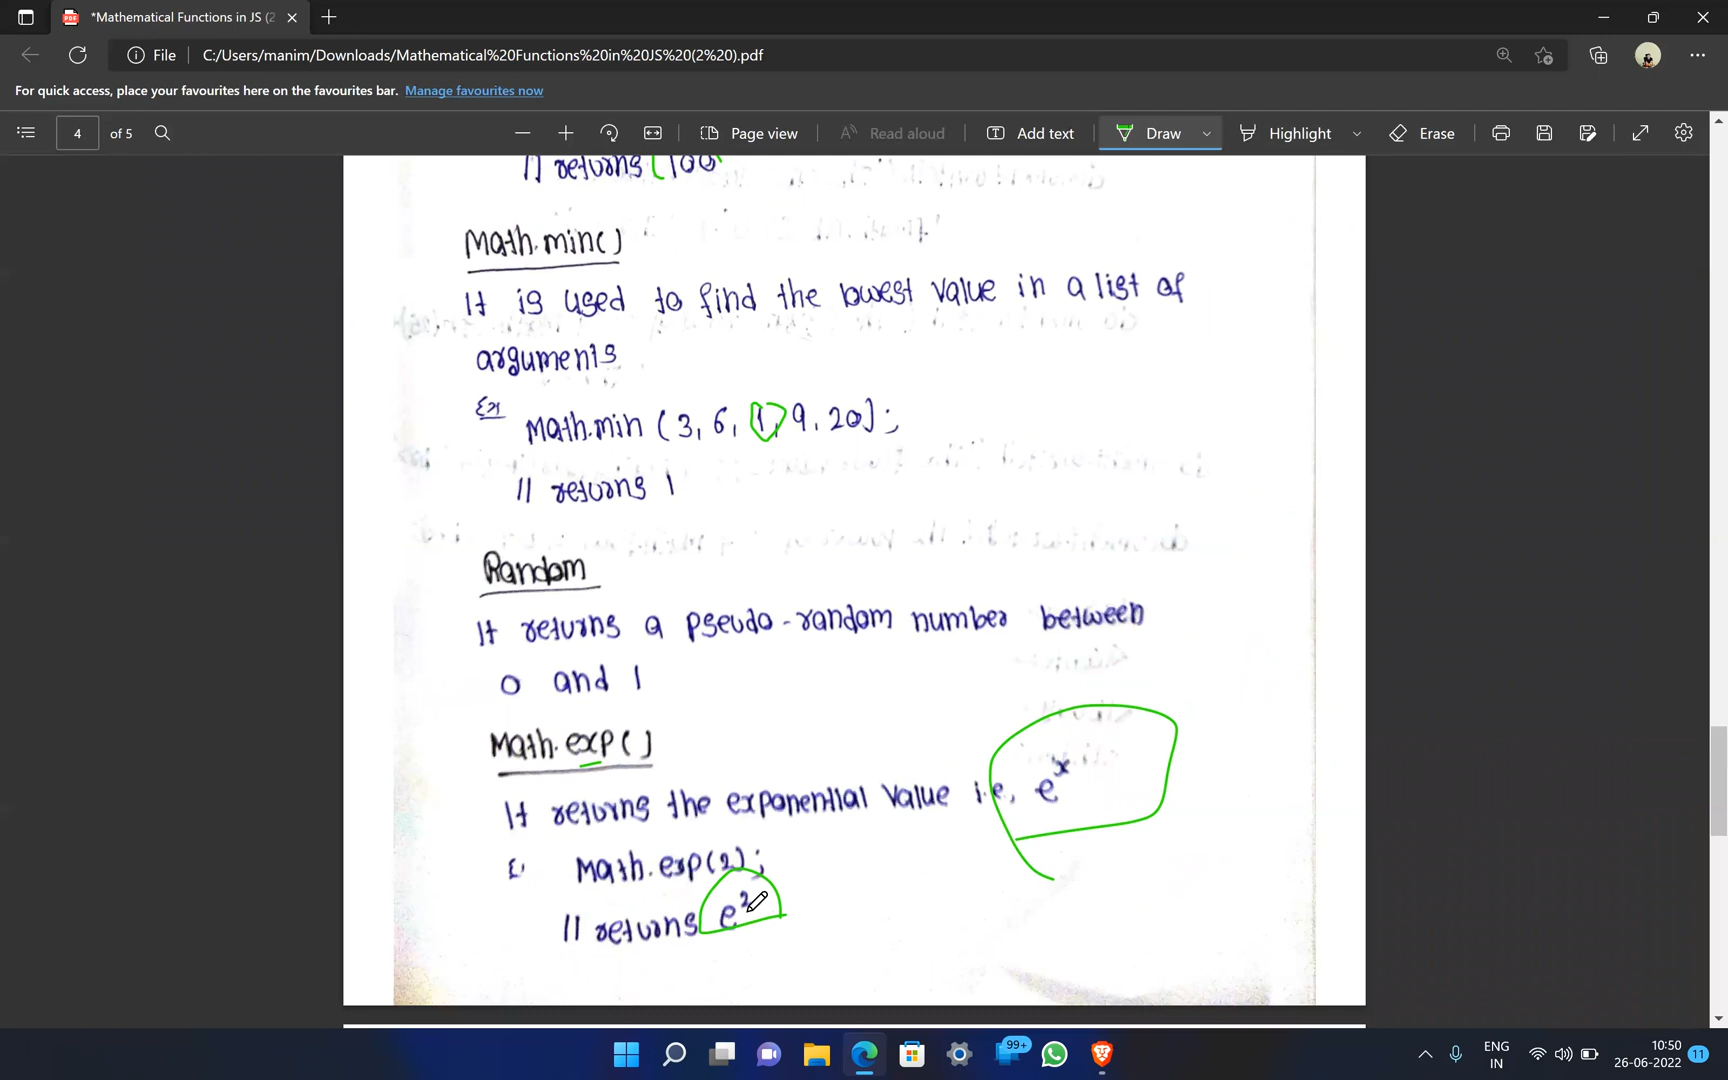 *Mathematical Functions in JS (2
File C:/Users/manim/Downloads/Mathematical%20Functions%20in%20JS%20(2%20).pdf
For quick access, place your favourites here on the favourites bar. Manage favourites now
4 of 5 Page view Read aloud Add text Draw Highlight Erase
// returns 100
Math.min()
It is used to find the lowest value in a list of
arguments
Ex
Math.min (3, 6, 1, 9, 20);
// returns 1
Random
It returns a pseudo-random number between
0 and 1
Math.exp()
It returns the exponential value i.e, eˣ
Math.exp(2);
// returns e²
99+
ENG
IN
10:50
26-06-2022
11